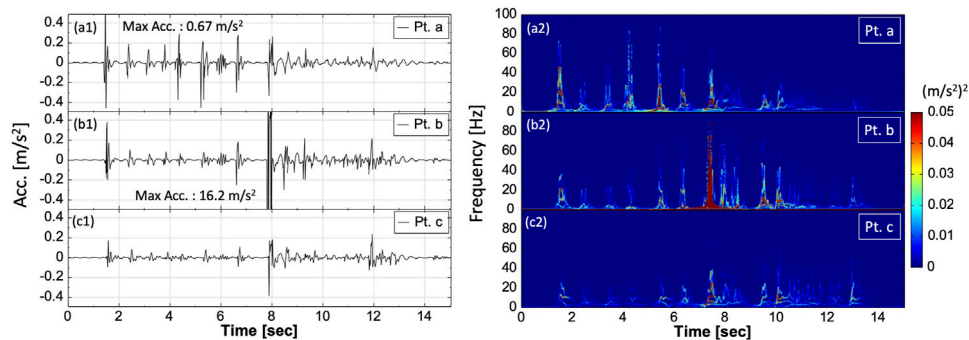 (a1)
Max Acc. : 0.67 m/s²
Pt. a
0.4
0.2
0
-0.2
-0.4
(b1)
Pt. b
0.4
0.2
0
-0.2
-0.4
Max Acc. : 16.2 m/s²
(c1)
Pt. c
0.4
0.2
0
-0.2
-0.4
Acc. [m/s²]
0 2 4 6 8 10 12 14
Time [sec]
(a2)
Pt. a
100
80
60
40
20
0
(b2)
Pt. b
80
60
40
20
0
(c2)
Pt. c
80
60
40
20
0
Frequency [Hz]
0 2 4 6 8 10 12 14
Time [sec]
(m/s²)²
0.05
0.04
0.03
0.02
0.01
0